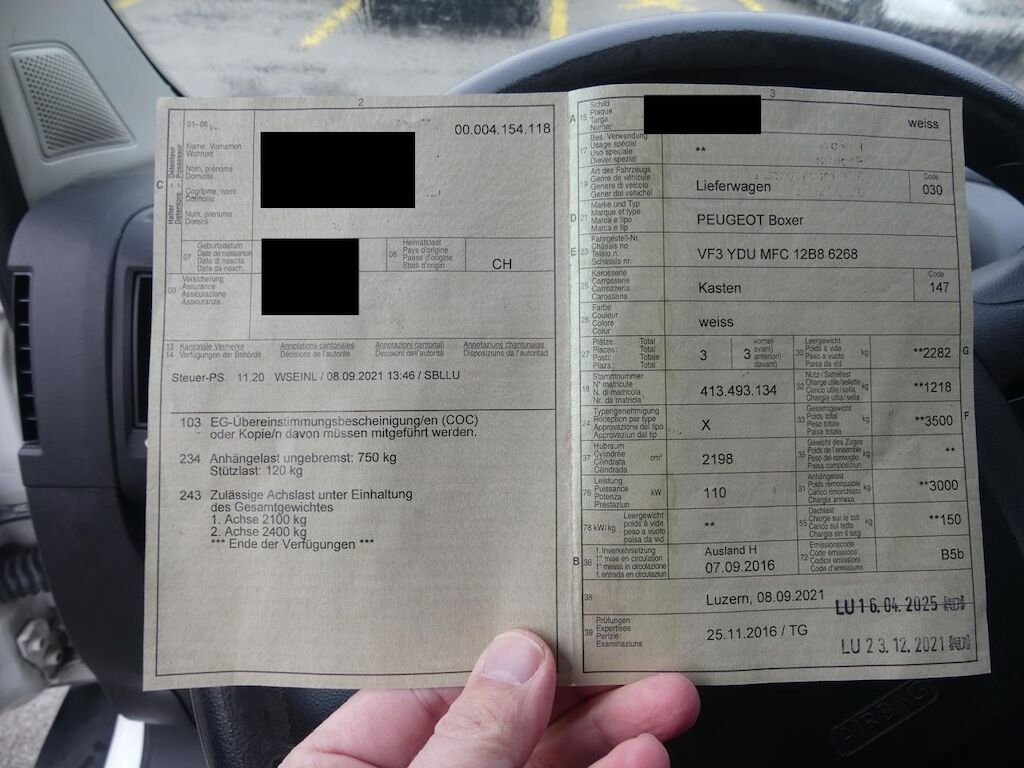 2
01-06
00.004.154.118
C
Halter
Détenteur
Detentore
Possessur
Name, Vornamen
Wohnort
Nom, prénoms
Domicile
Cognome, nomi
Domicilio
Num, prenums
Domicil
07
Geburtsdatum
Date de naissance
Data di nascita
Data da nasch.
08
Heimatstaat
Pays d'origine
Paese d'origine
Stadi d'origin
CH
09
Versicherung
Assurance
Assicurazione
Assicuranza
13 Kantonale Vermerke
14 Verfügungen der Behörde
Annotations cantonales
Décisions de l'autorité
Annotazioni cantonali
Decisioni dell'autorità
Annotaziuns chantunalas
Disposiziuns da l'autoritad
Steuer-PS 11.20 WSEINL / 08.09.2021 13:46 / SBLLU
103 EG-Übereinstimmungsbescheinigung/en (COC)
oder Kopie/n davon müssen mitgeführt werden.
234 Anhängelast ungebremst: 750 kg
Stützlast: 120 kg
243 Zulässige Achslast unter Einhaltung
des Gesamtgewichtes
1. Achse 2100 kg
2. Achse 2400 kg
*** Ende der Verfügungen ***
3
A 15
Schild
Plaque
Targa
Numer
weiss
17
Bes. Verwendung
Usage spécial
Uso speciale
Diever spezial
**
19
Art des Fahrzeugs
Genre de véhicule
Genere di veicolo
Gener dal vehichel
Lieferwagen
Code
030
D 21
Marke und Typ
Marque et type
Marca e tipo
Marca e tip
PEUGEOT Boxer
E 23
Fahrgestell-Nr.
Châssis no
Telaio n.
Schassis nr.
VF3 YDU MFC 12B8 6268
25
Karosserie
Carrosserie
Carrozzeria
Carossaria
Kasten
Code
147
26
Farbe
Couleur
Colore
Colur
weiss
27
Plätze: Total
Places: Total
Posti: Totale
Plazs: Total
3
3
vorne)
avant)
anteriori)
davant)
30
Leergewicht
Poids à vide
Peso a vuoto
Paisa da vid
kg
**2282
G
18
Stammnummer
N° matricule
N. di matricola
Nr. da matricla
413.493.134
32
Nutz-/Sattellast
Charge utile/sellette
Carico utile/sella
Chargia util/sella
kg
**1218
24
Typengenehmigung
Réception par type
Approvazione del tipo
Approvaziun dal tip
X
33
Gesamtgewicht
Poids total
Peso totale
Paisa totala
kg
**3500
F
37
Hubraum
Cylindrée
Cilindrata
Cilindrada
cm³
2198
35
Gewicht des Zuges
Poids de l'ensemble
Peso del convoglio
Paisa cumposiziun
kg
**
76
Leistung
Puissance
Potenza
Prestaziun
kW
110
31
Anhängelast
Poids remorquable
Carico rimorchiato
Chargia annexa
kg
**3000
78 kW/kg
Leergewicht
poids à vide
peso a vuoto
paisa da vid
**
55
Dachlast
Charge sur le toit
Carico sul tetto
Chargia sin il tetg
kg
**150
B 36
1. Inverkehrsetzung
1re mise en circulation
1a messa in circolazione
1. entrada en circulaziun
Ausland H
07.09.2016
72
Emissionscode
Code émissions
Codice emissioni
Code d'emissiuns
B5b
38
Luzern, 08.09.2021
LU 16.04.2025
39
Prüfungen
Expertises
Perizie
Examinaziuns
25.11.2016 / TG
LU 23.12.2021
AIRBAG